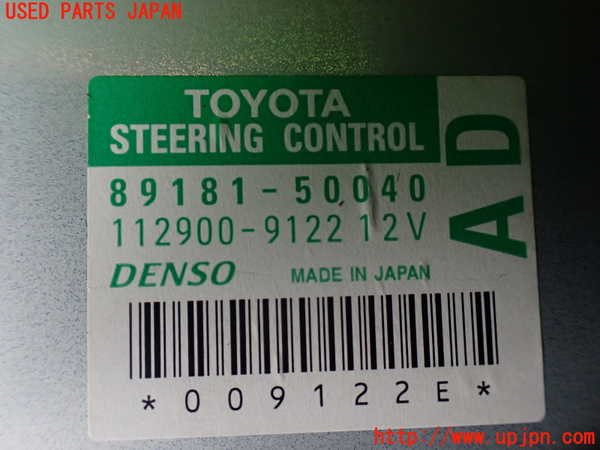 USED PARTS JAPAN
TOYOTA
STEERING CONTROL
AD
89181-50040
112900-9122 12V
DENSO MADE IN JAPAN
*009122E*
http://www.upjpn.com/